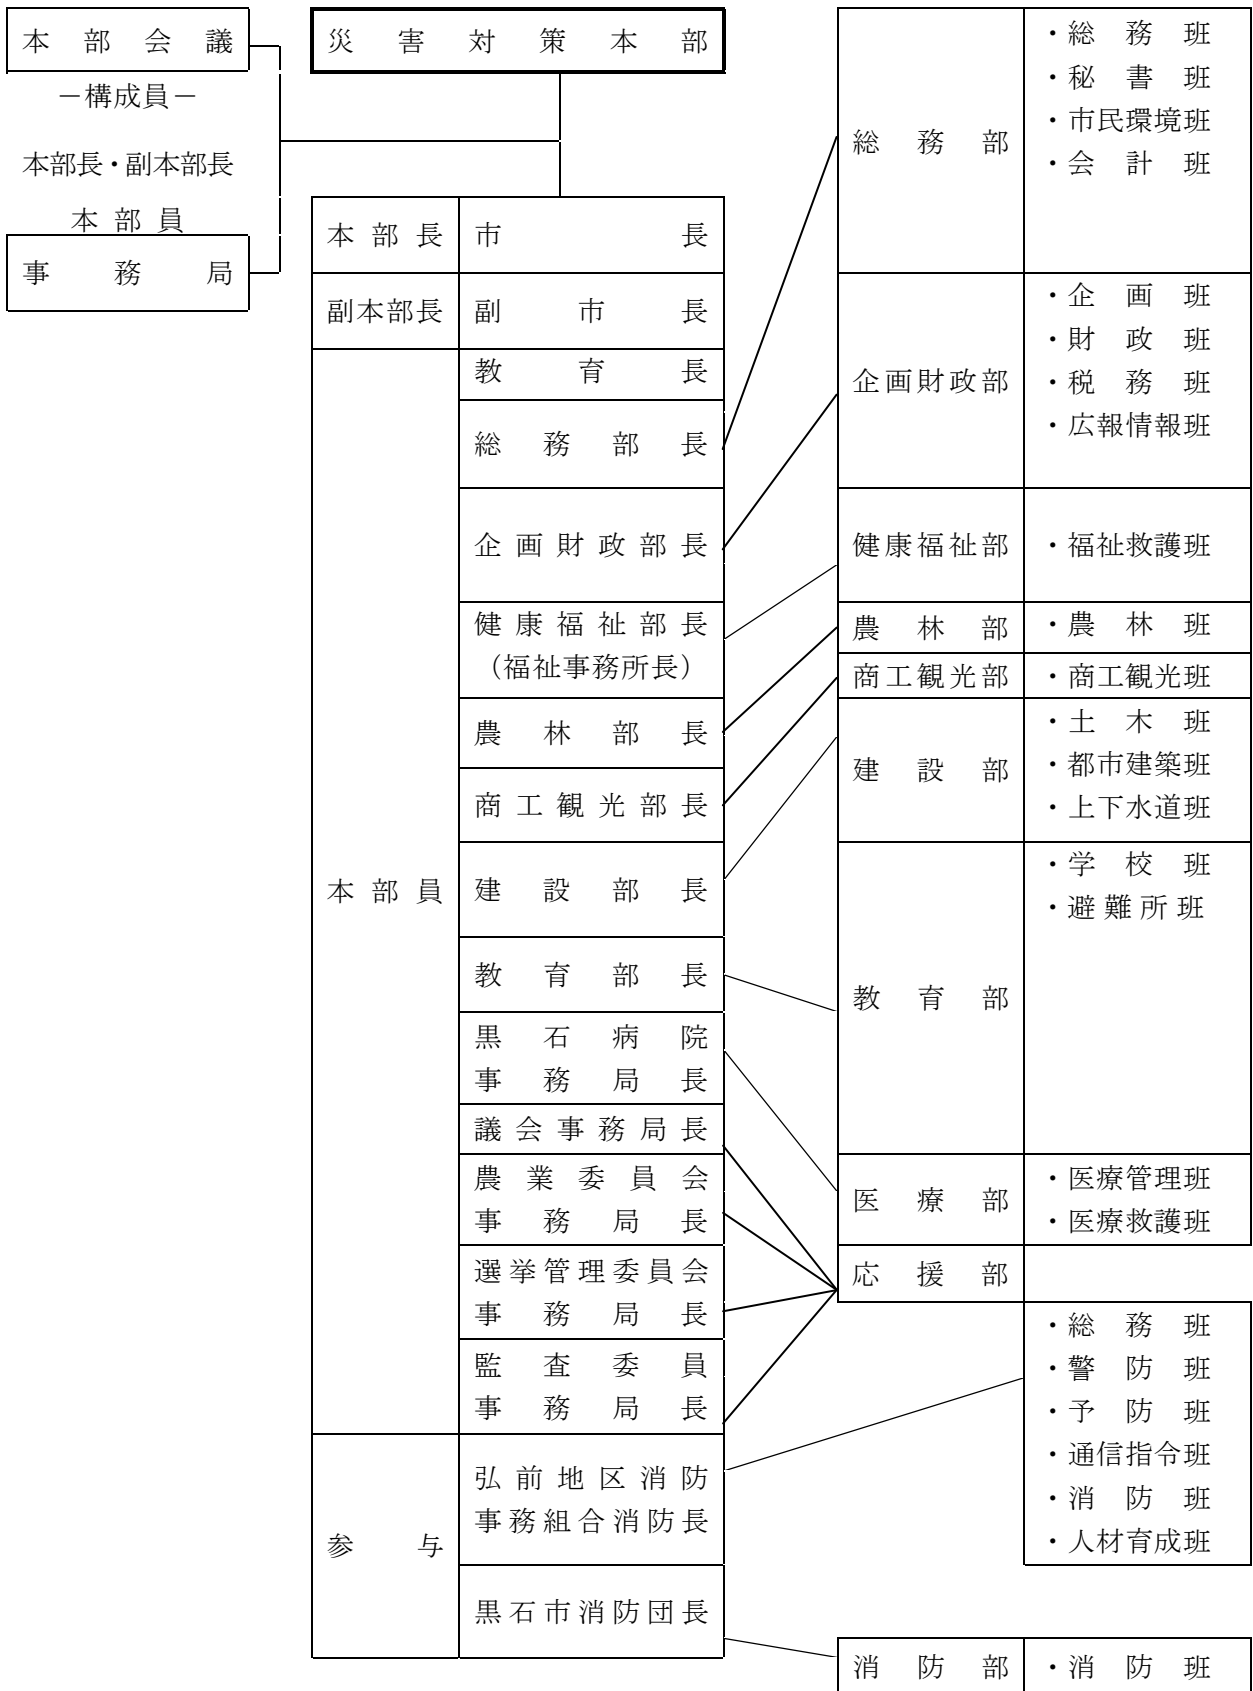 本部会議
－構成員－
本部長・副本部長
本部員
事務局
災害対策本部
本部長
市長
副本部長
副市長
本部員
教育長
総務部長
企画財政部長
健康福祉部長
（福祉事務所長）
農林部長
商工観光部長
建設部長
教育部長
黒石病院
事務局長
議会事務局長
農業委員会
事務局長
選挙管理委員会
事務局長
監査委員
事務局長
参与
弘前地区消防
事務組合消防長
黒石市消防団長
総務部
・総務班
・秘書班
・市民環境班
・会計班
企画財政部
・企画班
・財政班
・税務班
・広報情報班
健康福祉部
・福祉救護班
農林部
・農林班
商工観光部
・商工観光班
建設部
・土木班
・都市建築班
・上下水道班
教育部
・学校班
・避難所班
医療部
・医療管理班
・医療救護班
応援部
・総務班
・警防班
・予防班
・通信指令班
・消防班
・人材育成班
消防部
・消防班